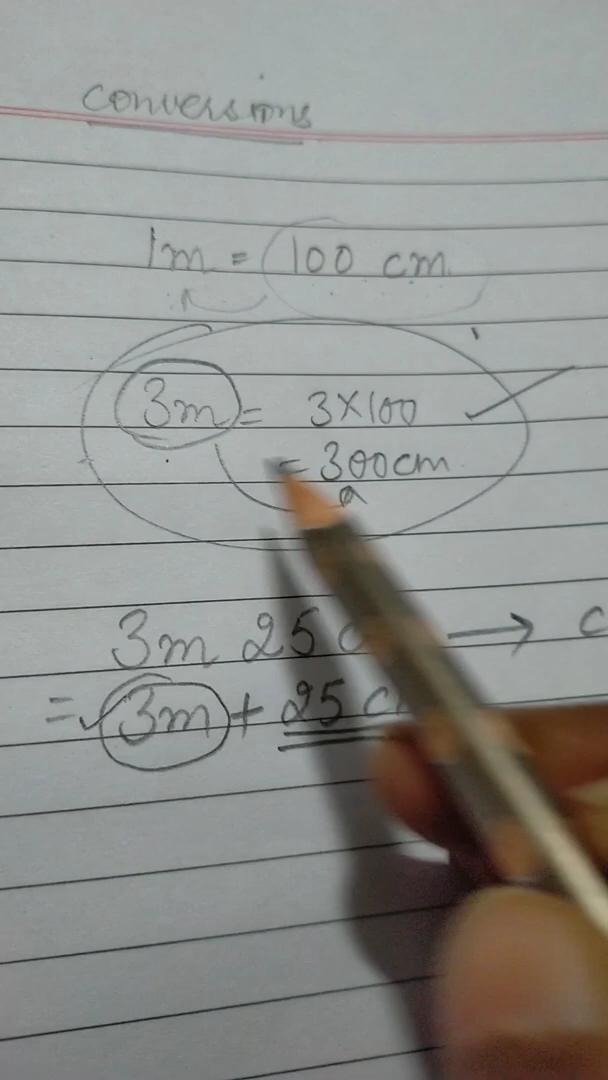 conversions
1m = 100 cm
3m = 3×100
= 300cm
3m 25 c → c
= 3m + 25 c